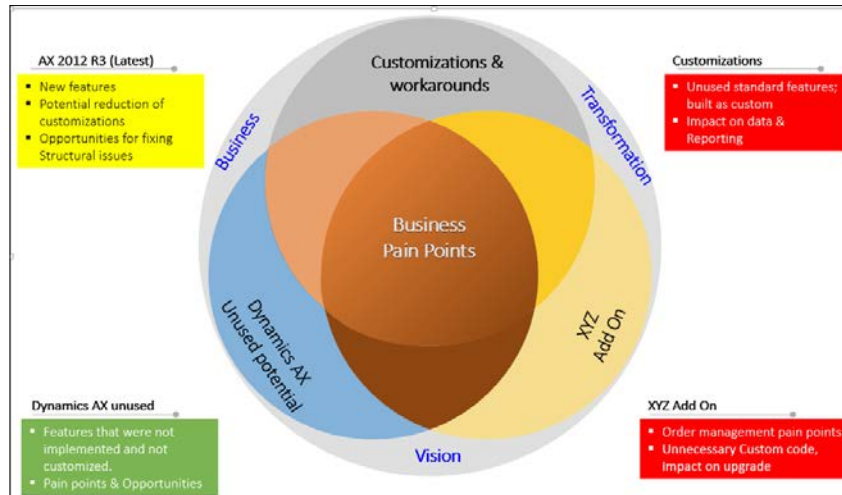 AX 2012 R3 (Latest)
▪ New features
▪ Potential reduction of
customizations
▪ Opportunities for fixing
Structural issues
Customizations &
workarounds
Customizations
▪ Unused standard features;
built as custom
▪ Impact on data &
Reporting
Business
Transformation
Business
Pain Points
Dynamics AX
Unused potential
XYZ
Add On
Dynamics AX unused
▪ Features that were not
implemented and not
customized.
▪ Pain points & Opportunities
Vision
XYZ Add On
▪ Order management pain points
▪ Unnecessary Custom code,
Impact on upgrade